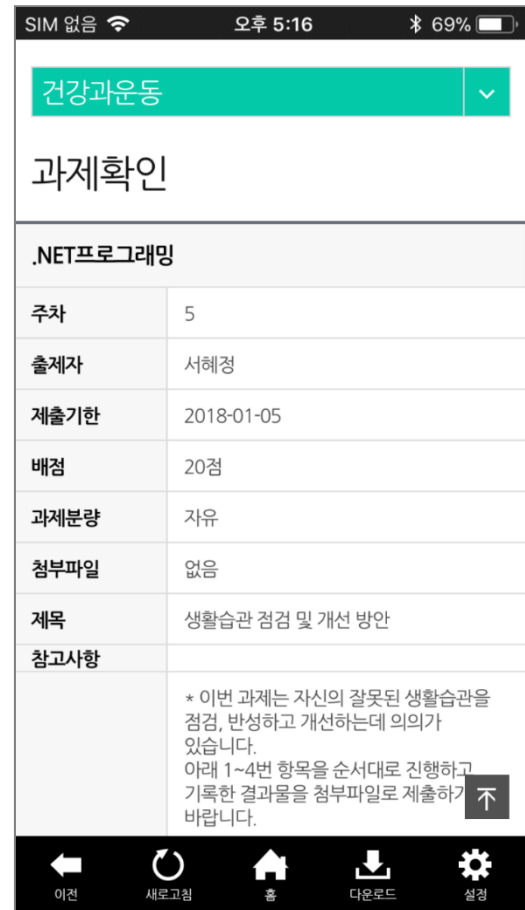 SIM 없음 오후 5:16 69%
건강과운동
과제확인
.NET프로그래밍
주차 5
출제자 서혜정
제출기한 2018-01-05
배점 20점
과제분량 자유
첨부파일 없음
제목 생활습관 점검 및 개선 방안
참고사항
* 이번 과제는 자신의 잘못된 생활습관을
점검, 반성하고 개선하는데 의의가
있습니다.
아래 1~4번 항목을 순서대로 진행하고
기록한 결과물을 첨부파일로 제출하기
바랍니다.
이전 새로고침 홈 다운로드 설정